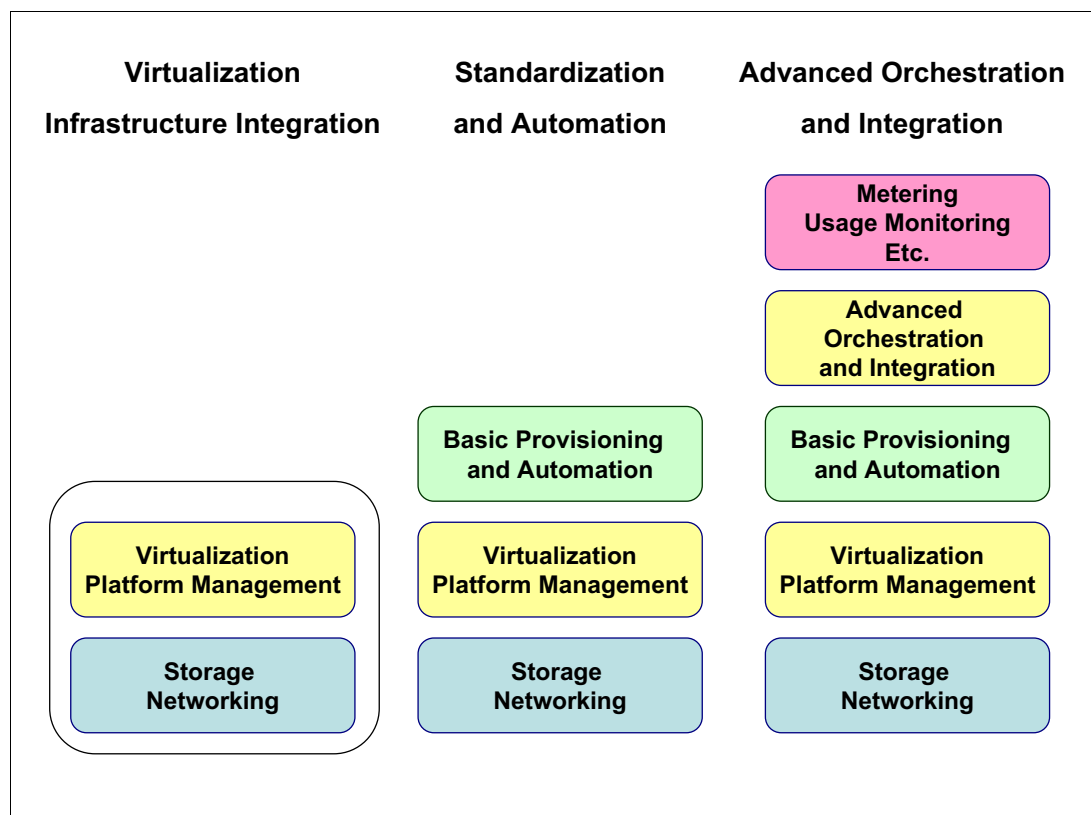 Virtualization
Infrastructure Integration
Standardization
and Automation
Advanced Orchestration
and Integration
Metering
Usage Monitoring
Etc.
Advanced
Orchestration
and Integration
Basic Provisioning
and Automation
Basic Provisioning
and Automation
Virtualization
Platform Management
Virtualization
Platform Management
Virtualization
Platform Management
Storage
Networking
Storage
Networking
Storage
Networking